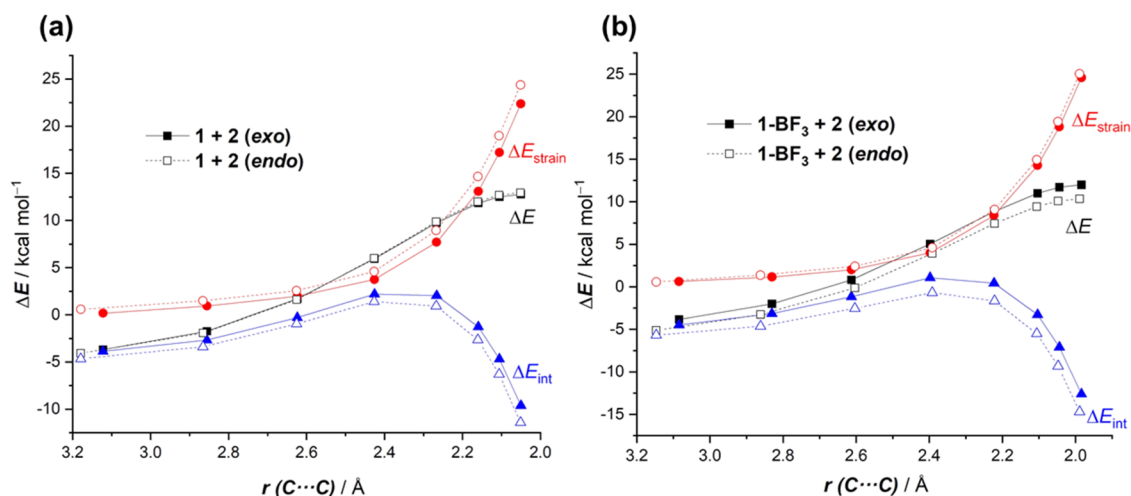 (a)
25
20
15
10
5
0
-5
-10
ΔE / kcal mol⁻¹
1 + 2 (exo)
1 + 2 (endo)
ΔEstrain
ΔE
ΔEint
3.2 3.0 2.8 2.6 2.4 2.2 2.0
r (C···C) / Å
(b)
25
20
15
10
5
0
-5
-10
-15
ΔE / kcal mol⁻¹
1-BF₃ + 2 (exo)
1-BF₃ + 2 (endo)
ΔEstrain
ΔE
ΔEint
3.2 3.0 2.8 2.6 2.4 2.2 2.0
r (C···C) / Å